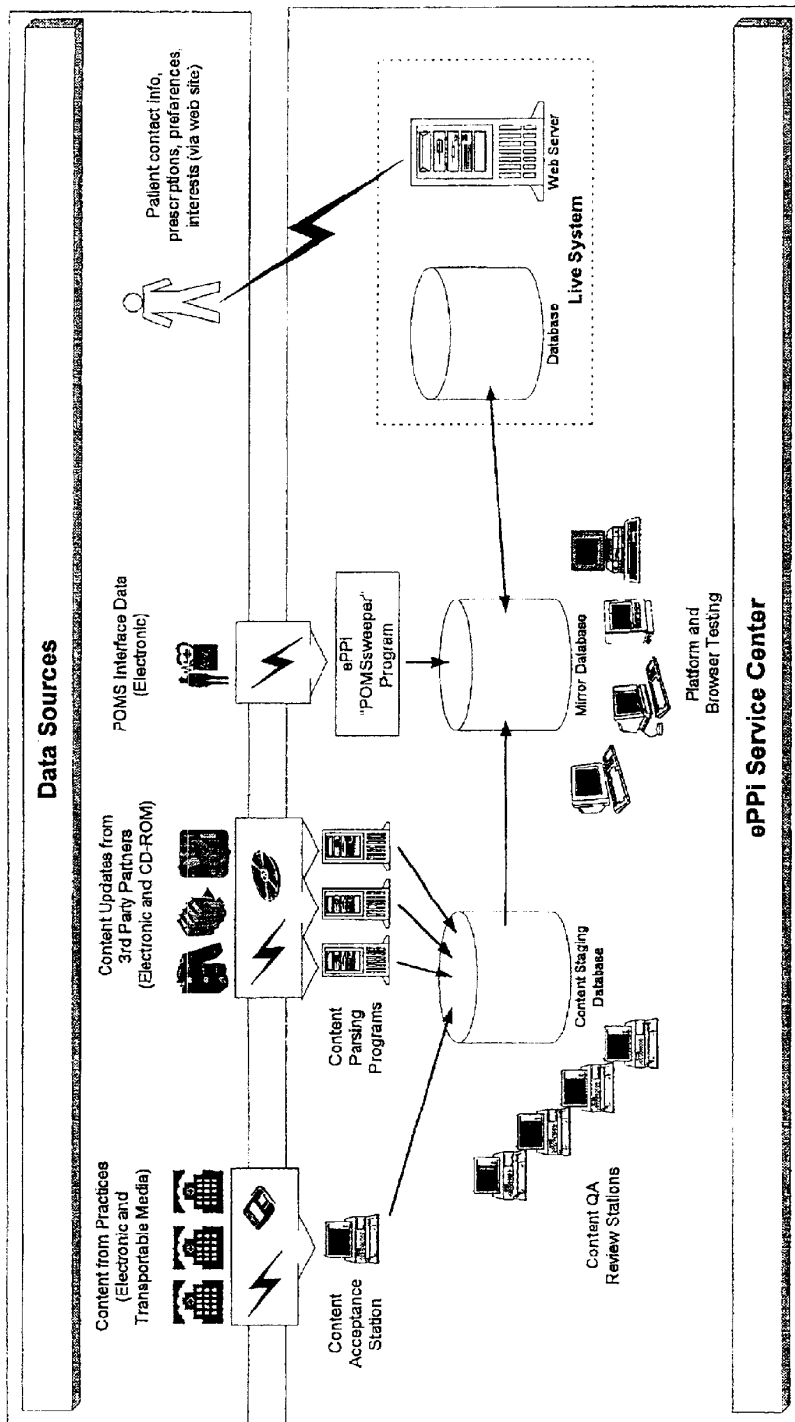 Data Sources
Content from Practices
(Electronic and
Transportable Media)
Content Updates from
3rd Party Partners
(Electronic and CD-ROM)
POMS Interface Data
(Electronic)
Patient contact info,
prescriptions, preferences,
interests (via web site)
Content
Acceptance
Station
Content
Parsing
Programs
ePPi
"POMSsweeper"
Program
Content QA
Review Stations
Content Staging
Database
Mirror Database
Platform and
Browser Testing
Database
Web Server
Live System
ePPi Service Center